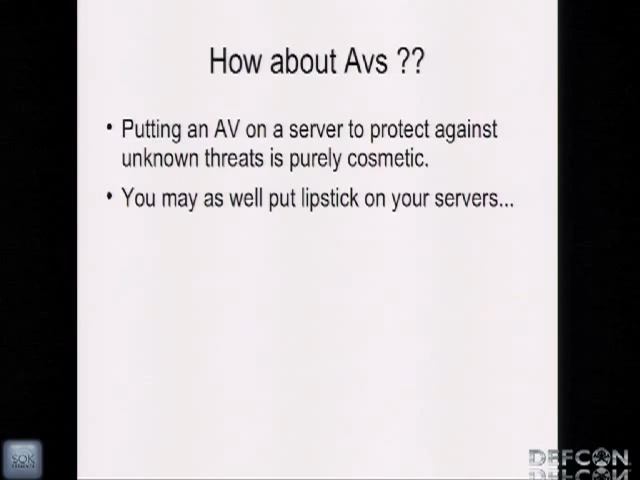 How about Avs ??
• Putting an AV on a server to protect against
unknown threats is purely cosmetic.
• You may as well put lipstick on your servers...
SOK
DEFCON